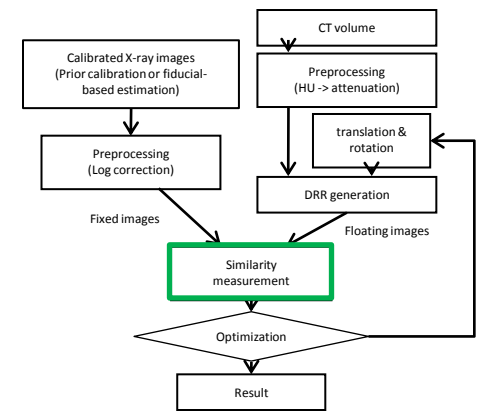 CT volume
Calibrated X-ray images
(Prior calibration or fiducial-
based estimation)
Preprocessing
(HU -> attenuation)
translation &
rotation
Preprocessing
(Log correction)
DRR generation
Fixed images
Floating images
Similarity
measurement
Optimization
Result